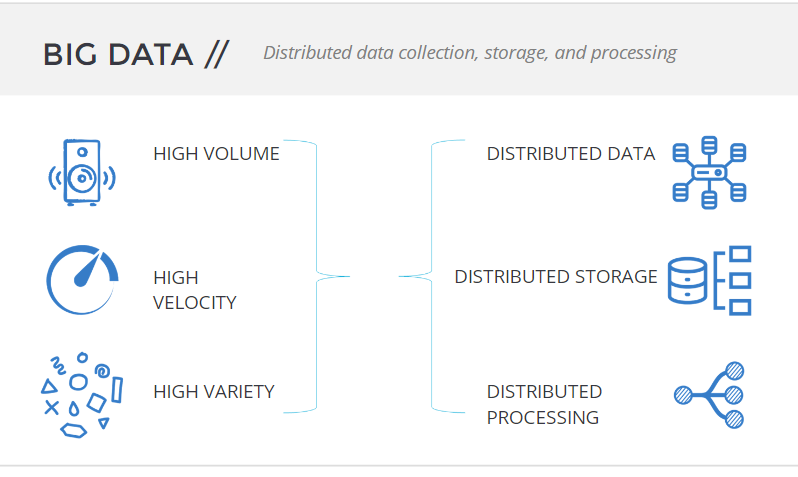 BIG DATA //
Distributed data collection, storage, and processing
HIGH VOLUME
HIGH
VELOCITY
HIGH VARIETY
DISTRIBUTED DATA
DISTRIBUTED STORAGE
DISTRIBUTED
PROCESSING